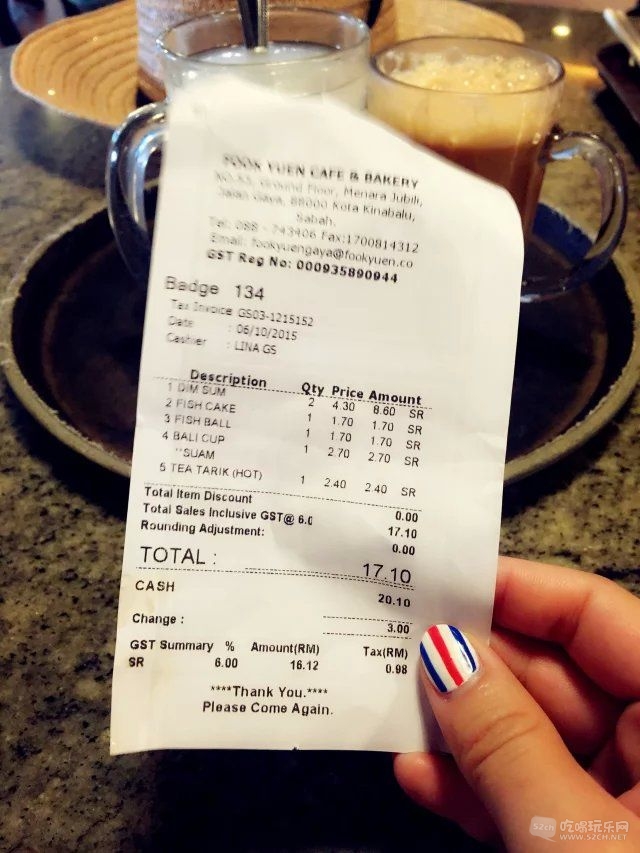 FOOK YUEN CAFE & BAKERY
NO.53, Ground Floor, Menara Jubili,
Jalan Gaya, 88000 Kota Kinabalu,
Sabah.
Tel: 088 - 743406 Fax:1700814312
Email: fookyuengaya@fookyuen.co
GST Reg No: 000935890944
Badge 134
Tax Invoice GS03-1215152
Date : 06/10/2015
Cashier : LINA GS
Description Qty Price Amount
1 DIM SUM 2 4.30 8.60 SR
2 FISH CAKE 1 1.70 1.70 SR
3 FISH BALL 1 1.70 1.70 SR
4 BALI CUP 1 2.70 2.70 SR
**SUAM
5 TEA TARIK (HOT) 1 2.40 2.40 SR
Total Item Discount 0.00
Total Sales Inclusive GST@ 6.0 17.10
Rounding Adjustment: 0.00
TOTAL : 17.10
CASH 20.10
Change : 3.00
GST Summary % Amount(RM) Tax(RM)
SR 6.00 16.12 0.98
****Thank You.****
Please Come Again.
52ch 吃喝玩乐网
WWW.52CH.NET